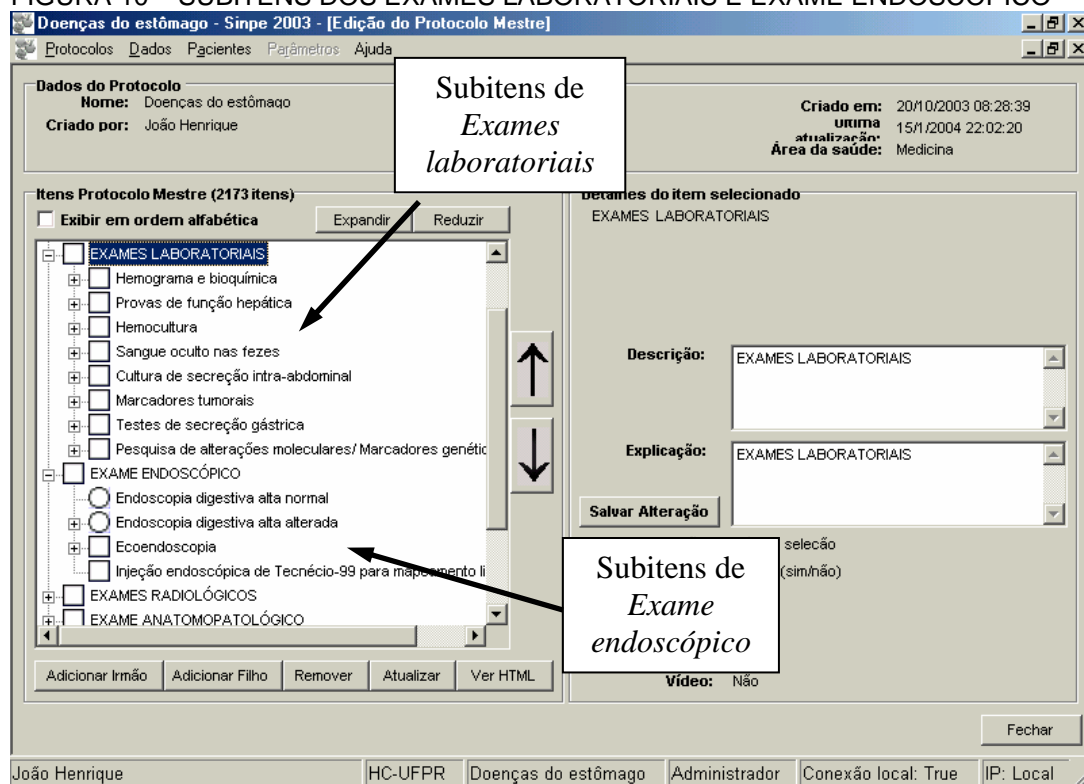 FIGURA 10 – SUBITENS DOS EXAMES LABORATORIAIS E EXAME ENDOSCÓPICO
Doenças do estômago - Sinpe 2003 - [Edição do Protocolo Mestre]
Protocolos Dados Pacientes Parâmetros Ajuda
Dados do Protocolo
Nome: Doenças do estômago
Criado por: João Henrique
Criado em: 20/10/2003 08:28:39
Última atualização: 15/1/2004 22:02:20
Área da saúde: Medicina
Subitens de
Exames
laboratoriais
Itens Protocolo Mestre (2173 itens)
Exibir em ordem alfabética
Expandir
Reduzir
EXAMES LABORATORIAIS
Hemograma e bioquímica
Provas de função hepática
Hemocultura
Sangue oculto nas fezes
Cultura de secreção intra-abdominal
Marcadores tumorais
Testes de secreção gástrica
Pesquisa de alterações moleculares/ Marcadores genétic
EXAME ENDOSCÓPICO
Endoscopia digestiva alta normal
Endoscopia digestiva alta alterada
Ecoendoscopia
Injeção endoscópica de Tecnécio-99 para mapeamento li
EXAMES RADIOLÓGICOS
EXAME ANATOMOPATOLÓGICO
Adicionar Irmão
Adicionar Filho
Remover
Atualizar
Ver HTML
Detalhes do item selecionado
EXAMES LABORATORIAIS
Descrição: EXAMES LABORATORIAIS
Explicação: EXAMES LABORATORIAIS
Salvar Alteração
seleção
(sim/não)
Subitens de
Exame
endoscópico
Vídeo: Não
Fechar
João Henrique HC-UFPR Doenças do estômago Administrador Conexão local: True IP: Local